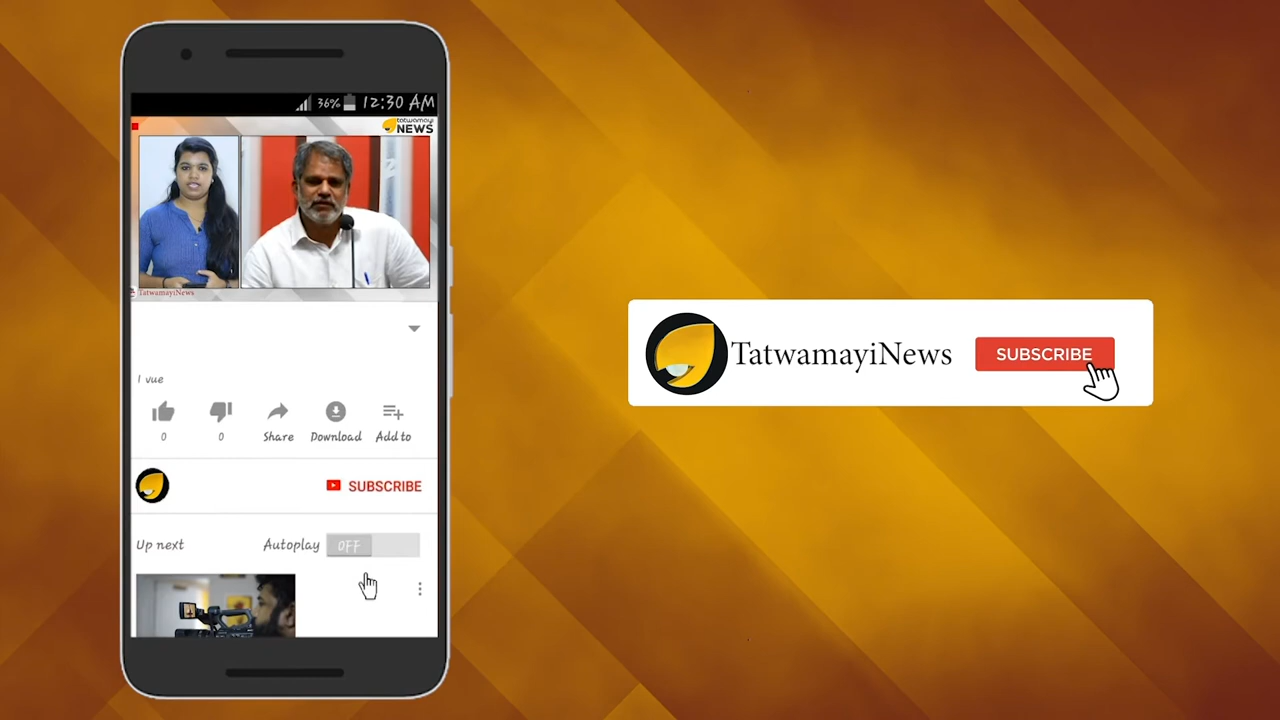 36% 12:30 AM
tatwamayi
NEWS
TatwamayiNews
1 vue
0 0 Share Download Add to
SUBSCRIBE
Up next Autoplay OFF
TatwamayiNews SUBSCRIBE